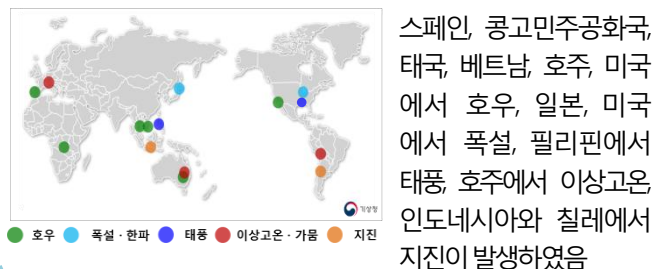 스페인, 콩고민주공화국,
태국, 베트남, 호주, 미국
에서 호우, 일본, 미국
에서 폭설, 필리핀에서
태풍, 호주에서 이상고온,
인도네시아와 칠레에서
지진이 발생하였음
기상청
호우 폭설 · 한파 태풍 이상고온 · 가뭄 지진